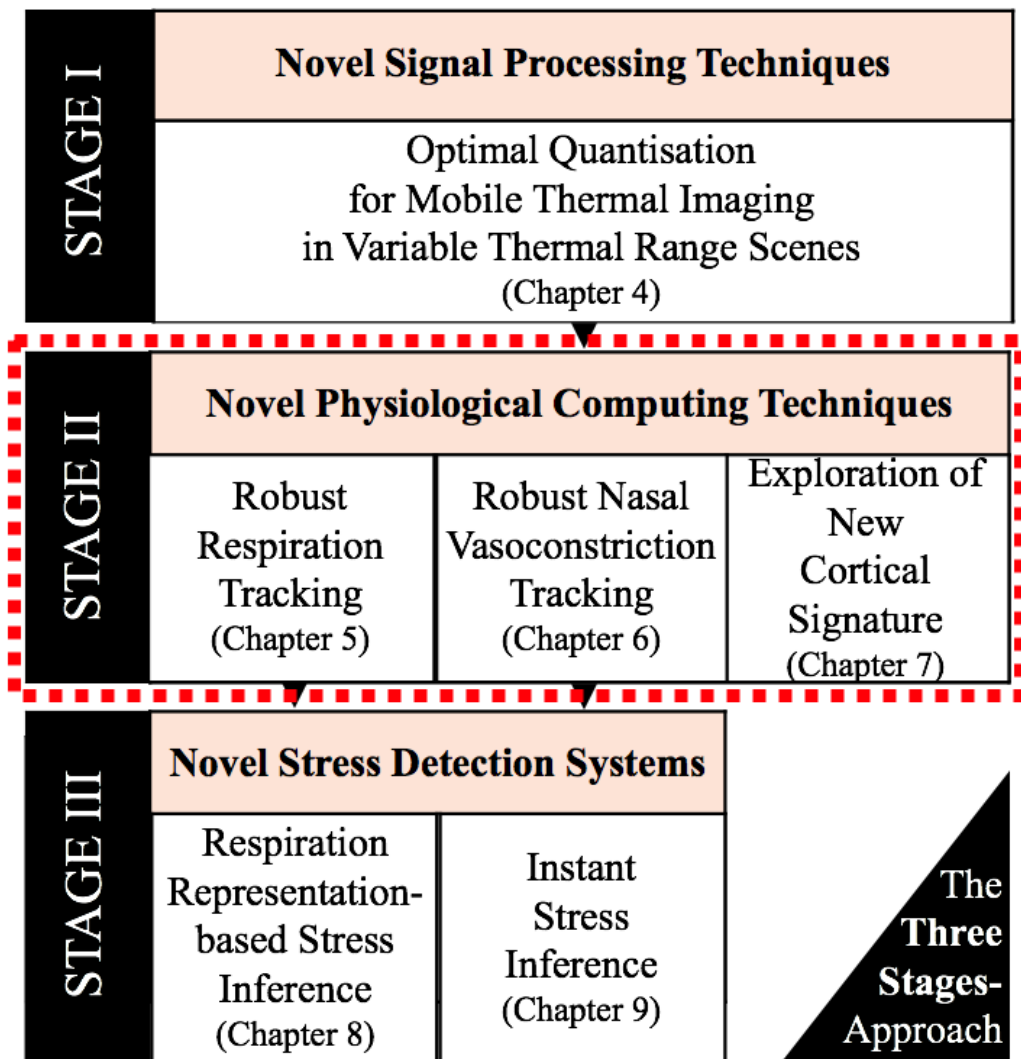 STAGE I
Novel Signal Processing Techniques
Optimal Quantisation
for Mobile Thermal Imaging
in Variable Thermal Range Scenes
(Chapter 4)
STAGE II
Novel Physiological Computing Techniques
Robust
Respiration
Tracking
(Chapter 5)
Robust Nasal
Vasoconstriction
Tracking
(Chapter 6)
Exploration of
New
Cortical
Signature
(Chapter 7)
STAGE III
Novel Stress Detection Systems
Respiration
Representation-
based Stress
Inference
(Chapter 8)
Instant
Stress
Inference
(Chapter 9)
The
Three
Stages-
Approach